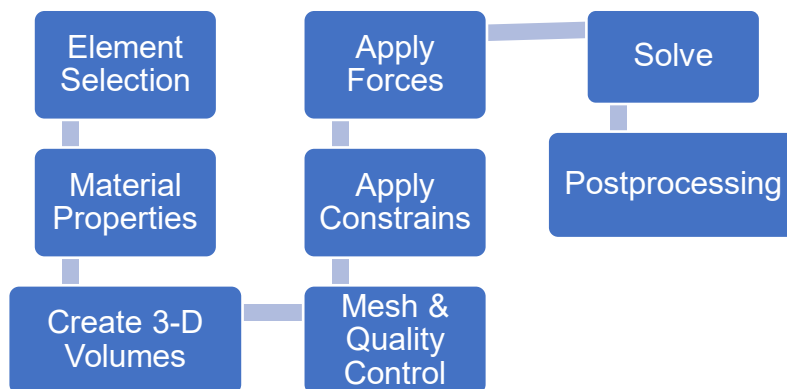 Element
Selection
Material
Properties
Create 3-D
Volumes
Mesh &
Quality
Control
Apply
Constrains
Apply
Forces
Solve
Postprocessing